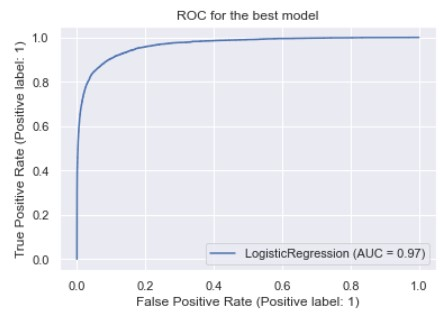 ROC for the best model
1.0
0.8
0.6
0.4
0.2
0.0
True Positive Rate (Positive label: 1)
LogisticRegression (AUC = 0.97)
0.0 0.2 0.4 0.6 0.8 1.0
False Positive Rate (Positive label: 1)